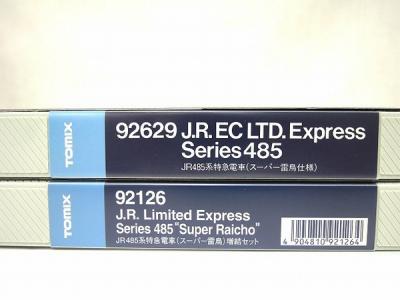 TOMIX
92629 J.R. EC LTD. Express
Series 485
JR485系特急電車(スーパー雷鳥仕様)
TOMIX
92126
J.R. Limited Express
Series 485 "Super Raicho"
JR485系特急電車(スーパー雷鳥)増結セット
4 904810 921264